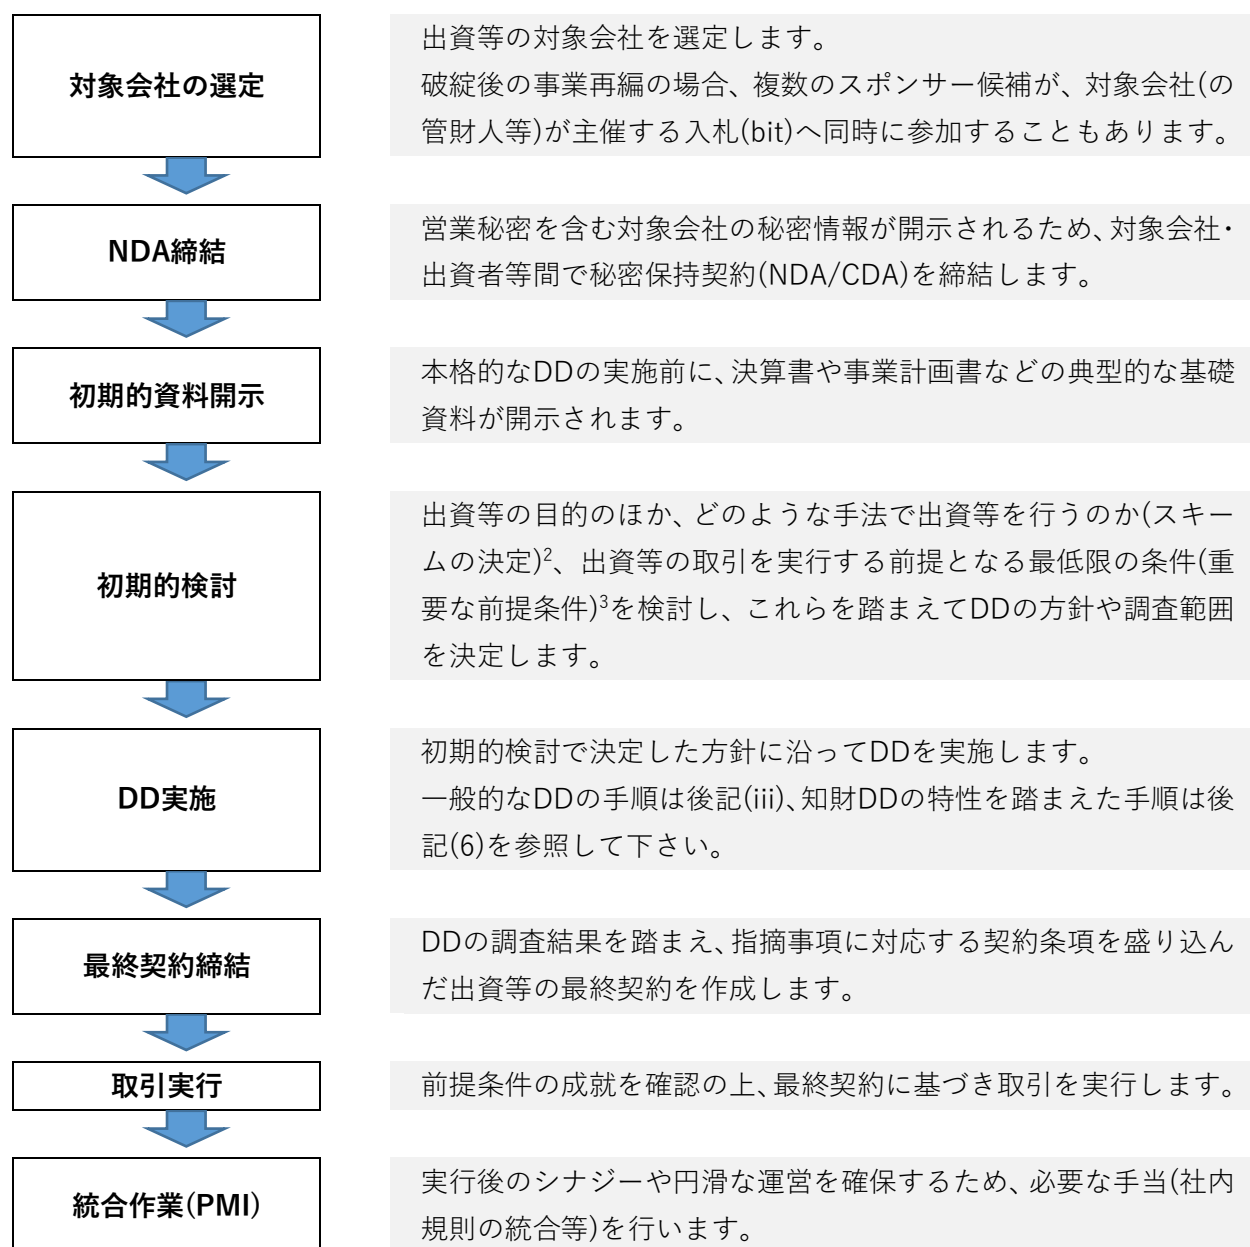 対象会社の選定
出資等の対象会社を選定します。
破綻後の事業再編の場合、複数のスポンサー候補が、対象会社(の
管財人等)が主催する入札(bit)へ同時に参加することもあります。
NDA締結
営業秘密を含む対象会社の秘密情報が開示されるため、対象会社・
出資者等間で秘密保持契約(NDA/CDA)を締結します。
初期的資料開示
本格的なDDの実施前に、決算書や事業計画書などの典型的な基礎
資料が開示されます。
初期的検討
出資等の目的のほか、どのような手法で出資等を行うのか(スキー
ムの決定)2、出資等の取引を実行する前提となる最低限の条件(重
要な前提条件)3を検討し、これらを踏まえてDDの方針や調査範囲
を決定します。
DD実施
初期的検討で決定した方針に沿ってDDを実施します。
一般的なDDの手順は後記(iii)、知財DDの特性を踏まえた手順は後
記(6)を参照して下さい。
最終契約締結
DDの調査結果を踏まえ、指摘事項に対応する契約条項を盛り込ん
だ出資等の最終契約を作成します。
取引実行
前提条件の成就を確認の上、最終契約に基づき取引を実行します。
統合作業(PMI)
実行後のシナジーや円滑な運営を確保するため、必要な手当(社内
規則の統合等)を行います。